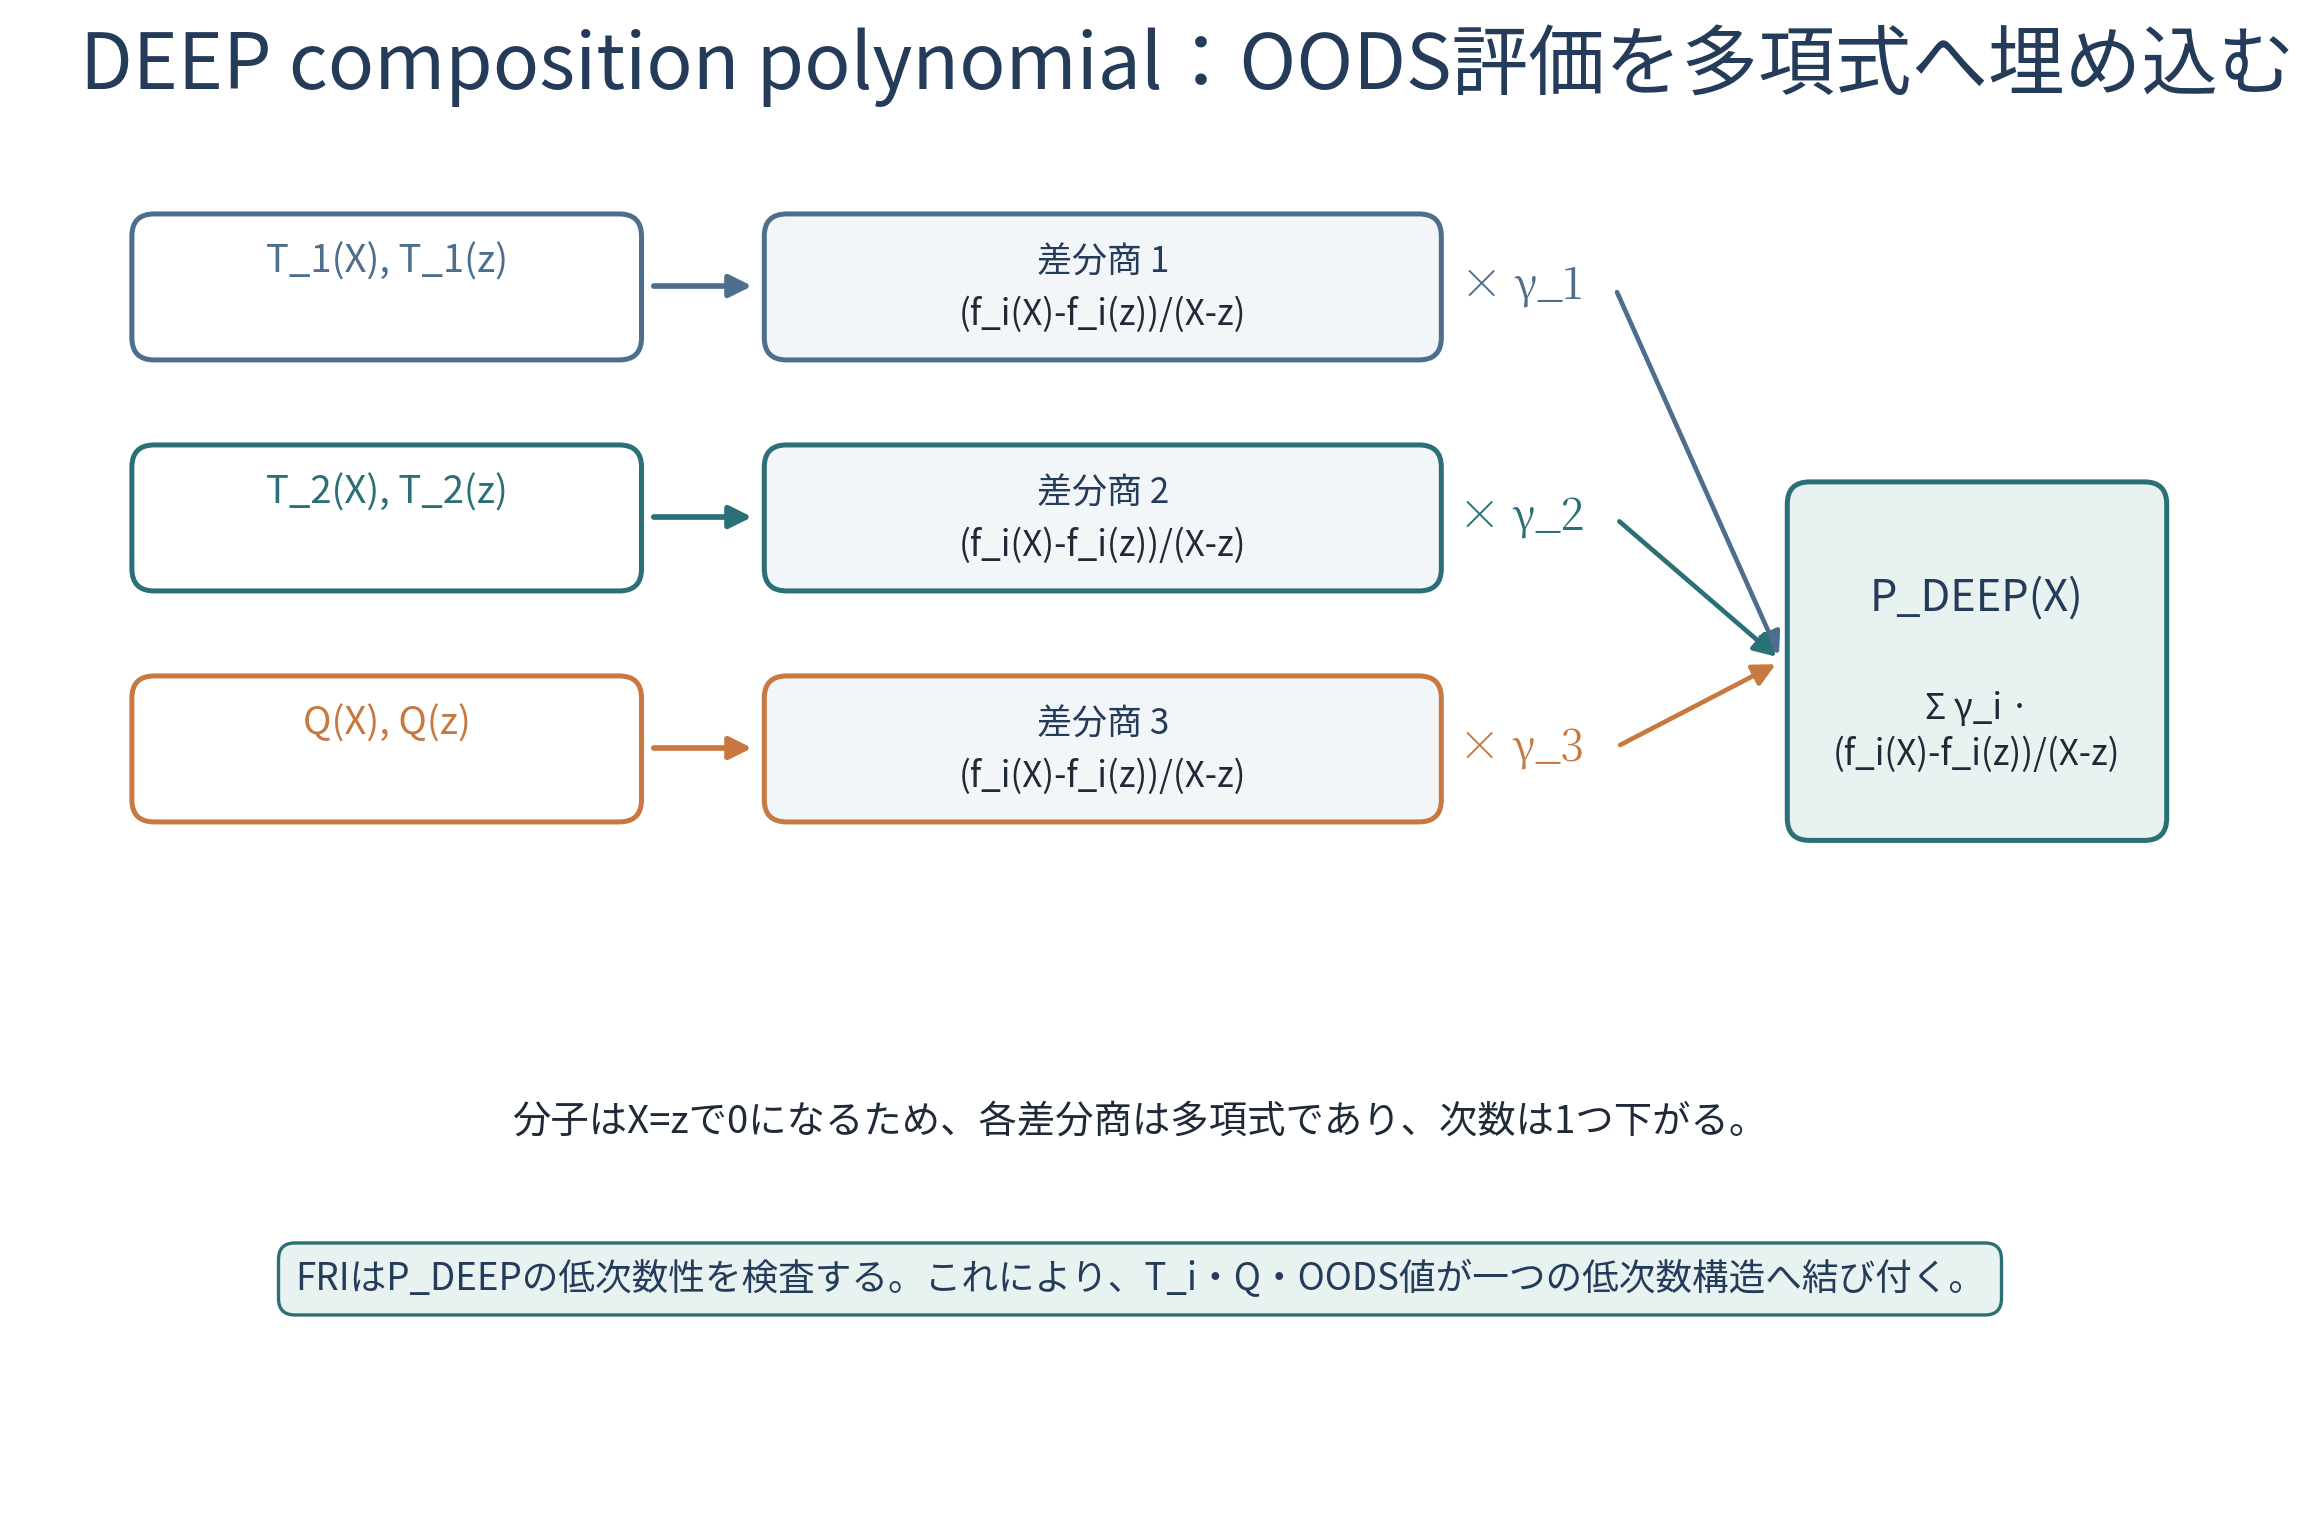 DEEP composition polynomial：OODS評価を多項式へ埋め込む
T_1(X), T_1(z)
差分商 1
(f_i(X)-f_i(z))/(X-z)
× γ_1
T_2(X), T_2(z)
差分商 2
(f_i(X)-f_i(z))/(X-z)
× γ_2
Q(X), Q(z)
差分商 3
(f_i(X)-f_i(z))/(X-z)
× γ_3
P_DEEP(X)
Σ γ_i ·
(f_i(X)-f_i(z))/(X-z)
分子はX=zで0になるため、各差分商は多項式であり、次数は1つ下がる。
FRIはP_DEEPの低次数性を検査する。これにより、T_i・Q・OODS値が一つの低次数構造へ結び付く。